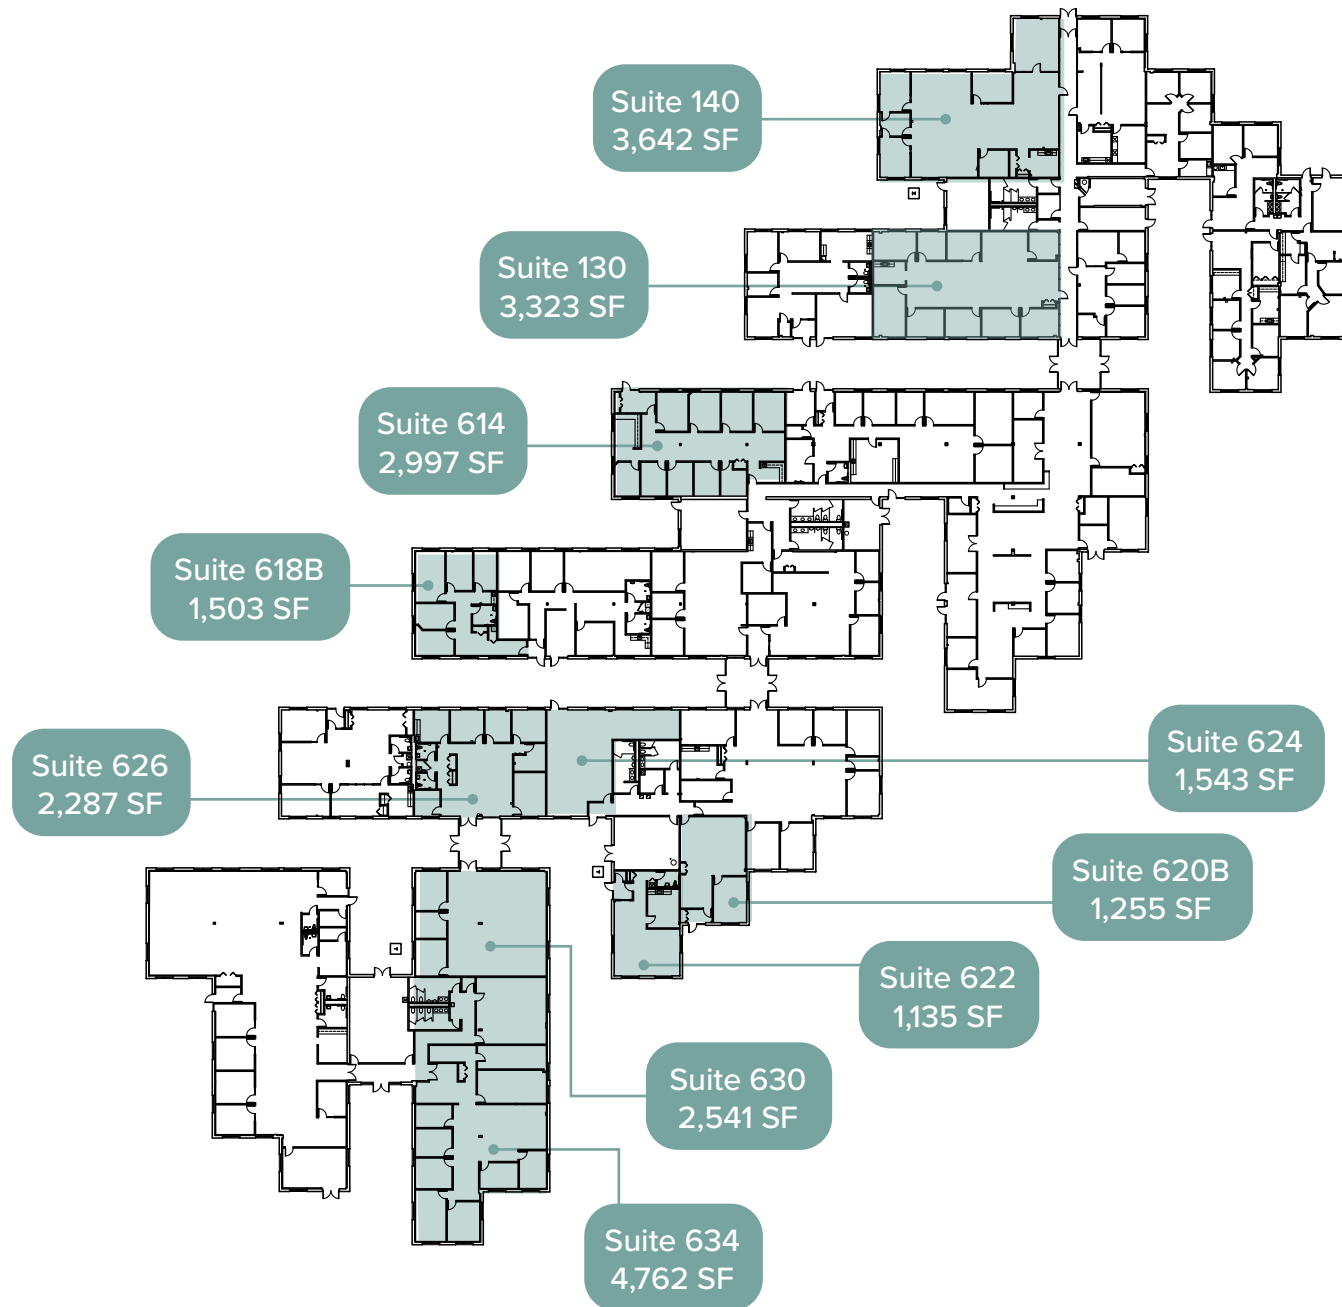 Suite 140
3,642 SF
Suite 130
3,323 SF
Suite 614
2,997 SF
Suite 618B
1,503 SF
Suite 624
1,543 SF
Suite 626
2,287 SF
Suite 620B
1,255 SF
Suite 622
1,135 SF
Suite 630
2,541 SF
Suite 634
4,762 SF